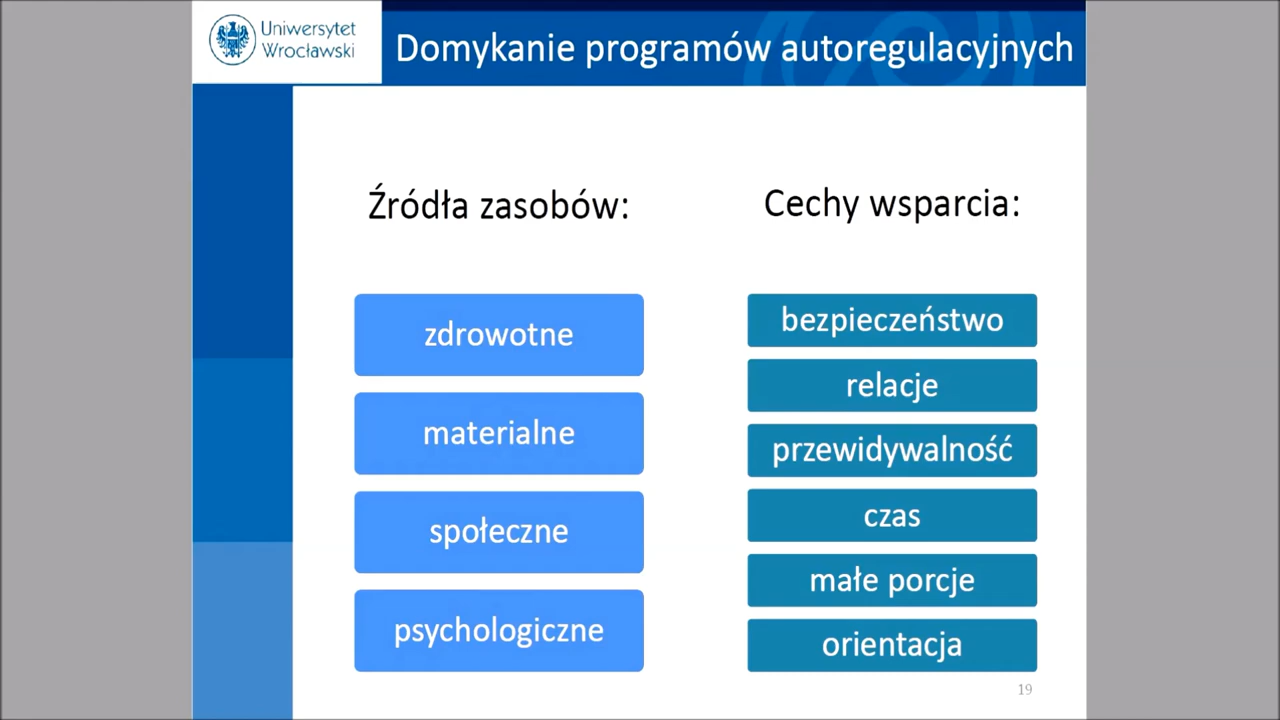 Uniwersytet
Wrocławski
Domykanie programów autoregulacyjnych
Źródła zasobów:
zdrowotne
materialne
społeczne
psychologiczne
Cechy wsparcia:
bezpieczeństwo
relacje
przewidywalność
czas
małe porcje
orientacja
19